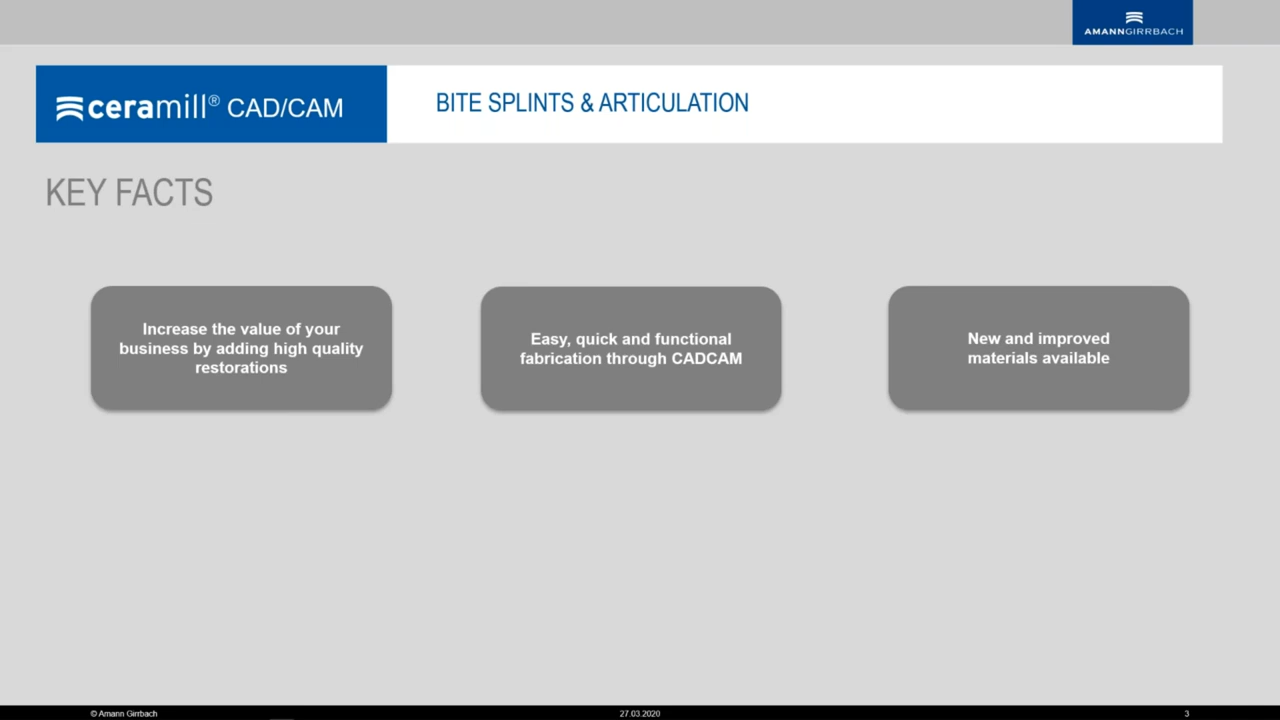 AMANNGIRRBACH
ceramill® CAD/CAM
BITE SPLINTS & ARTICULATION
KEY FACTS
Increase the value of your
business by adding high quality
restorations
Easy, quick and functional
fabrication through CADCAM
New and improved
materials available
© Amann Girrbach
27.03.2020
3